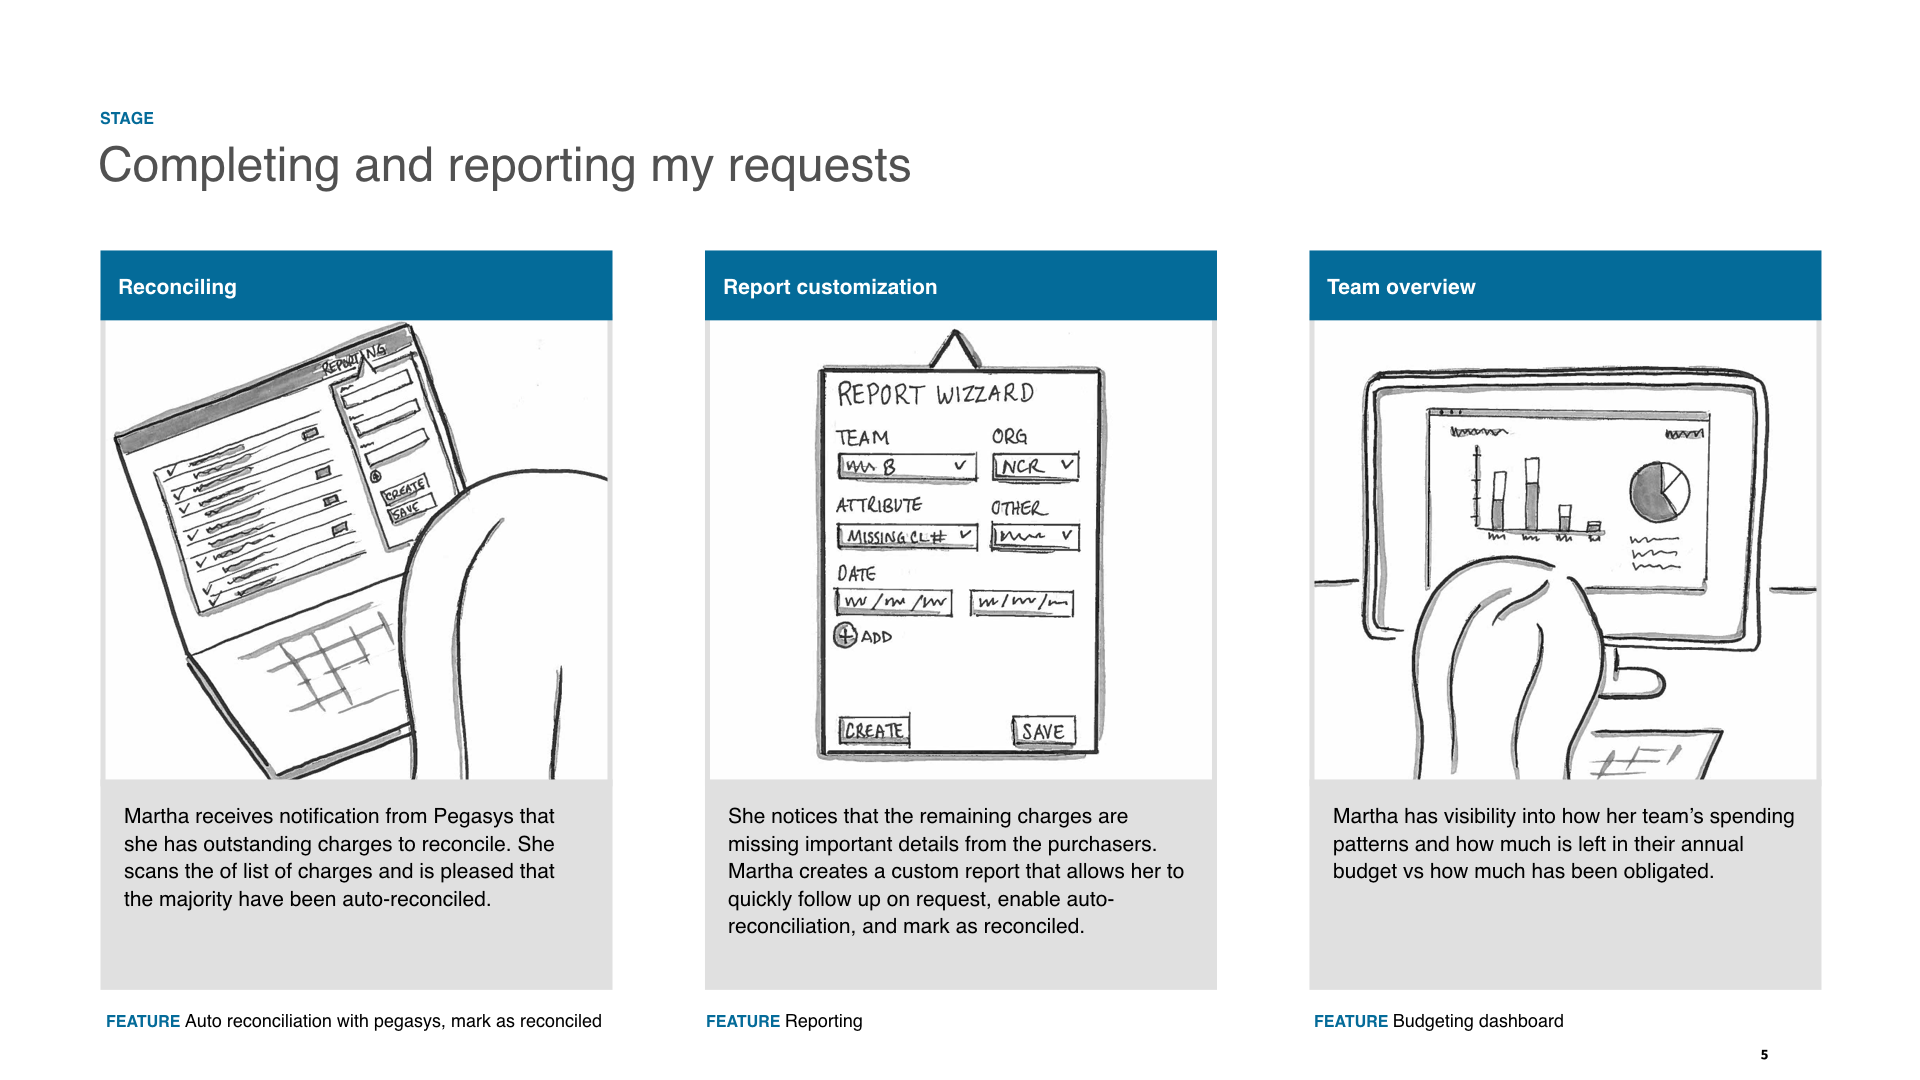 STAGE
Completing and reporting my requests
Reconciling
REPORTING
CREATE
SAVE
Martha receives notification from Pegasys that
she has outstanding charges to reconcile. She
scans the of list of charges and is pleased that
the majority have been auto-reconciled.
FEATURE Auto reconciliation with pegasys, mark as reconciled
Report customization
REPORT WIZZARD
TEAM ORG
B NCR
ATTRIBUTE OTHER
MISSING CL#
DATE
ADD
CREATE SAVE
She notices that the remaining charges are
missing important details from the purchasers.
Martha creates a custom report that allows her to
quickly follow up on request, enable auto-
reconciliation, and mark as reconciled.
FEATURE Reporting
Team overview
Martha has visibility into how her team’s spending
patterns and how much is left in their annual
budget vs how much has been obligated.
FEATURE Budgeting dashboard
5